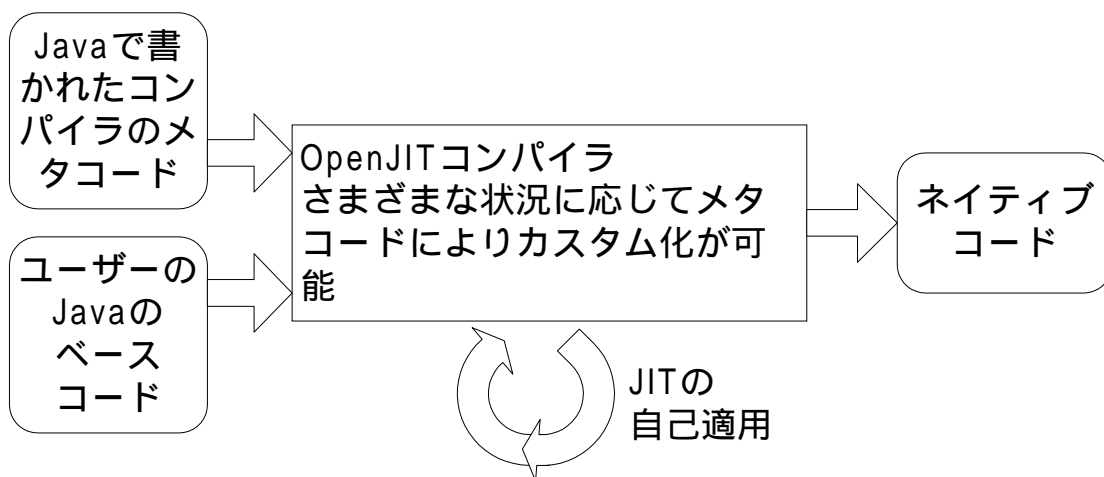 Javaで書
かれたコン
パイラのメ
タコード
ユーザーの
Javaの
ベース
コード
OpenJITコンパイラ
さまざまな状況に応じてメタ
コードによりカスタム化が可
能
JITの
自己適用
ネイティブ
コード